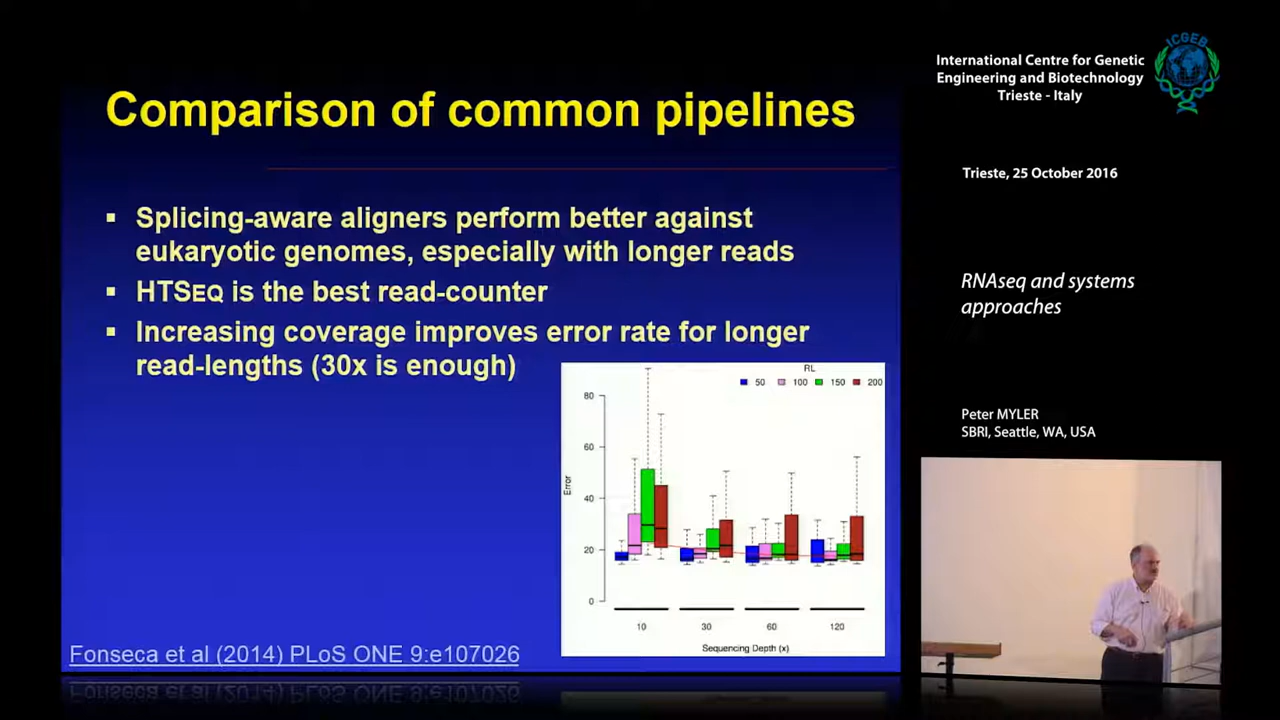 Comparison of common pipelines
▪ Splicing-aware aligners perform better against
eukaryotic genomes, especially with longer reads
▪ HTSEQ is the best read-counter
▪ Increasing coverage improves error rate for longer
read-lengths (30x is enough)
RL
50 100 150 200
80
60
40
20
0
Error
10 30 60 120
Sequencing Depth (x)
Fonseca et al (2014) PLoS ONE 9:e107026
International Centre for Genetic
Engineering and Biotechnology
Trieste - Italy
ICGEB
Trieste, 25 October 2016
RNAseq and systems
approaches
Peter MYLER
SBRI, Seattle, WA, USA